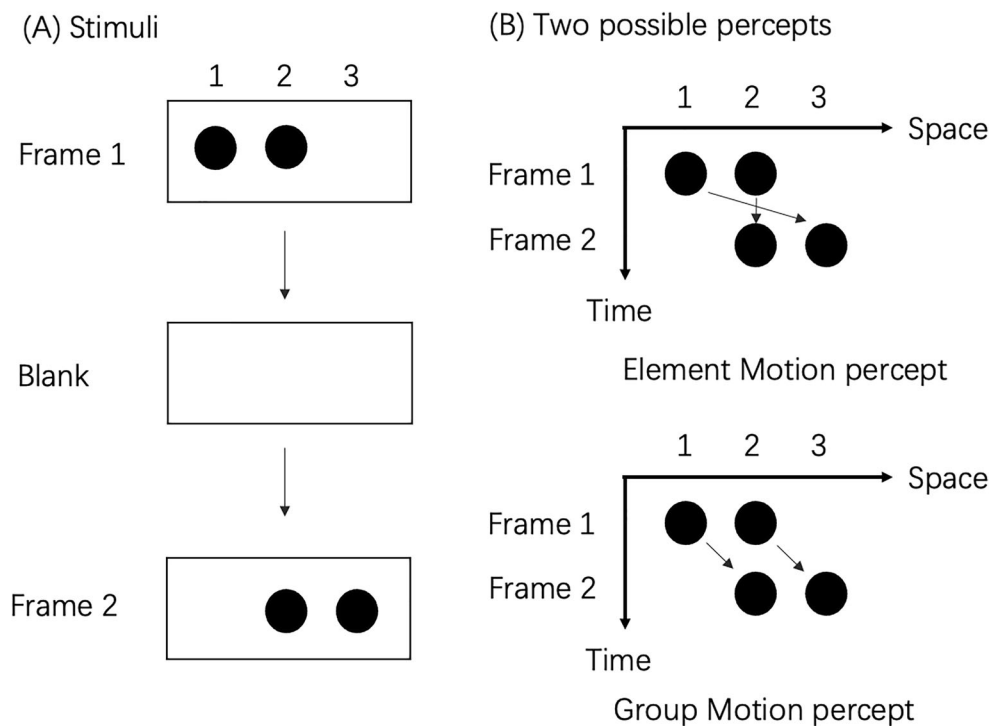 (A) Stimuli
1 2 3
Frame 1
Blank
Frame 2
(B) Two possible percepts
1 2 3
Space
Frame 1
Frame 2
Time
Element Motion percept
1 2 3
Space
Frame 1
Frame 2
Time
Group Motion percept